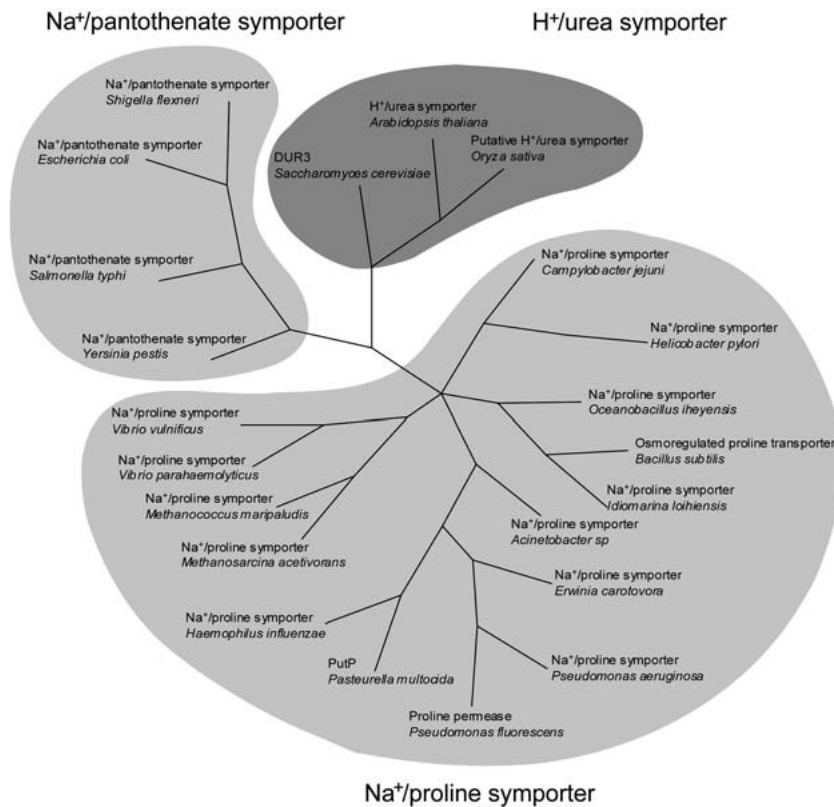 Na⁺/pantothenate symporter
H⁺/urea symporter
Na⁺/pantothenate symporter
Shigella flexneri
Na⁺/pantothenate symporter
Escherichia coli
Na⁺/pantothenate symporter
Salmonella typhi
Na⁺/pantothenate symporter
Yersinia pestis
H⁺/urea symporter
Arabidopsis thaliana
Putative H⁺/urea symporter
Oryza sativa
DUR3
Saccharomyces cerevisiae
Na⁺/proline symporter
Campylobacter jejuni
Na⁺/proline symporter
Helicobacter pylori
Na⁺/proline symporter
Oceanobacillus iheyensis
Osmoregulated proline transporter
Bacillus subtilis
Na⁺/proline symporter
Idiomarina loihiensis
Na⁺/proline symporter
Acinetobacter sp
Na⁺/proline symporter
Erwinia carotovora
Na⁺/proline symporter
Pseudomonas aeruginosa
Proline permease
Pseudomonas fluorescens
PutP
Pasteurella multocida
Na⁺/proline symporter
Haemophilus influenzae
Na⁺/proline symporter
Methanosarcina acetivorans
Na⁺/proline symporter
Methanococcus maripaludis
Na⁺/proline symporter
Vibrio parahaemolyticus
Na⁺/proline symporter
Vibrio vulnificus
Na⁺/proline symporter